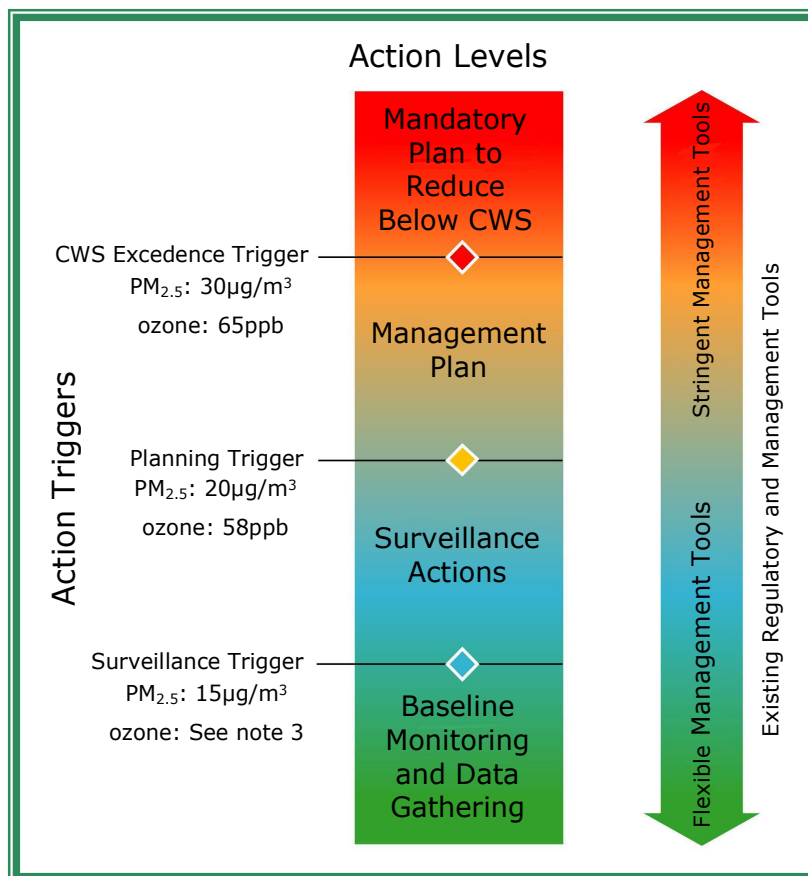 Action Levels
Mandatory
Plan to
Reduce
Below CWS
CWS Excedence Trigger
PM2.5: 30µg/m³
ozone: 65ppb
Management
Plan
Planning Trigger
PM2.5: 20µg/m³
ozone: 58ppb
Surveillance
Actions
Surveillance Trigger
PM2.5: 15µg/m³
ozone: See note 3
Baseline
Monitoring
and Data
Gathering
Action Triggers
Stringent Management Tools
Flexible Management Tools
Existing Regulatory and Management Tools